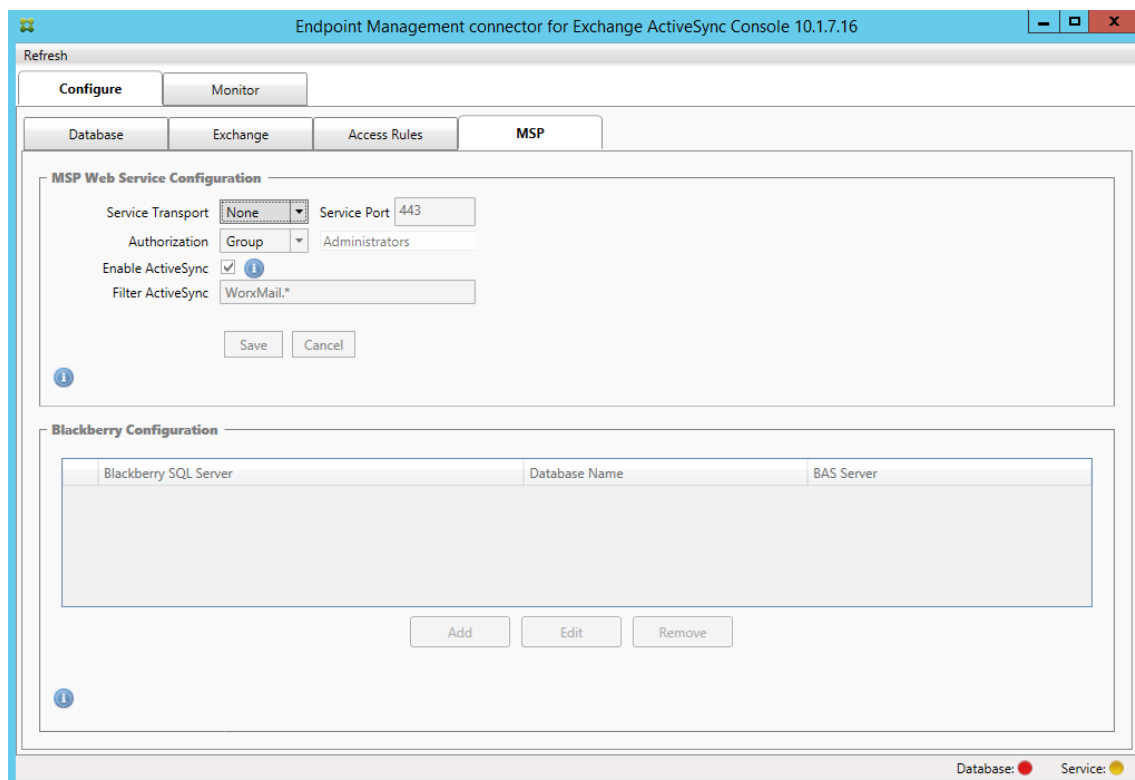 Endpoint Management connector for Exchange ActiveSync Console 10.1.7.16
Refresh
Configure Monitor
Database Exchange Access Rules MSP
MSP Web Service Configuration
Service Transport None Service Port 443
Authorization Group Administrators
Enable ActiveSync
Filter ActiveSync WorxMail.*
Save Cancel
Blackberry Configuration
Blackberry SQL Server Database Name BAS Server
Add Edit Remove
Database: Service: